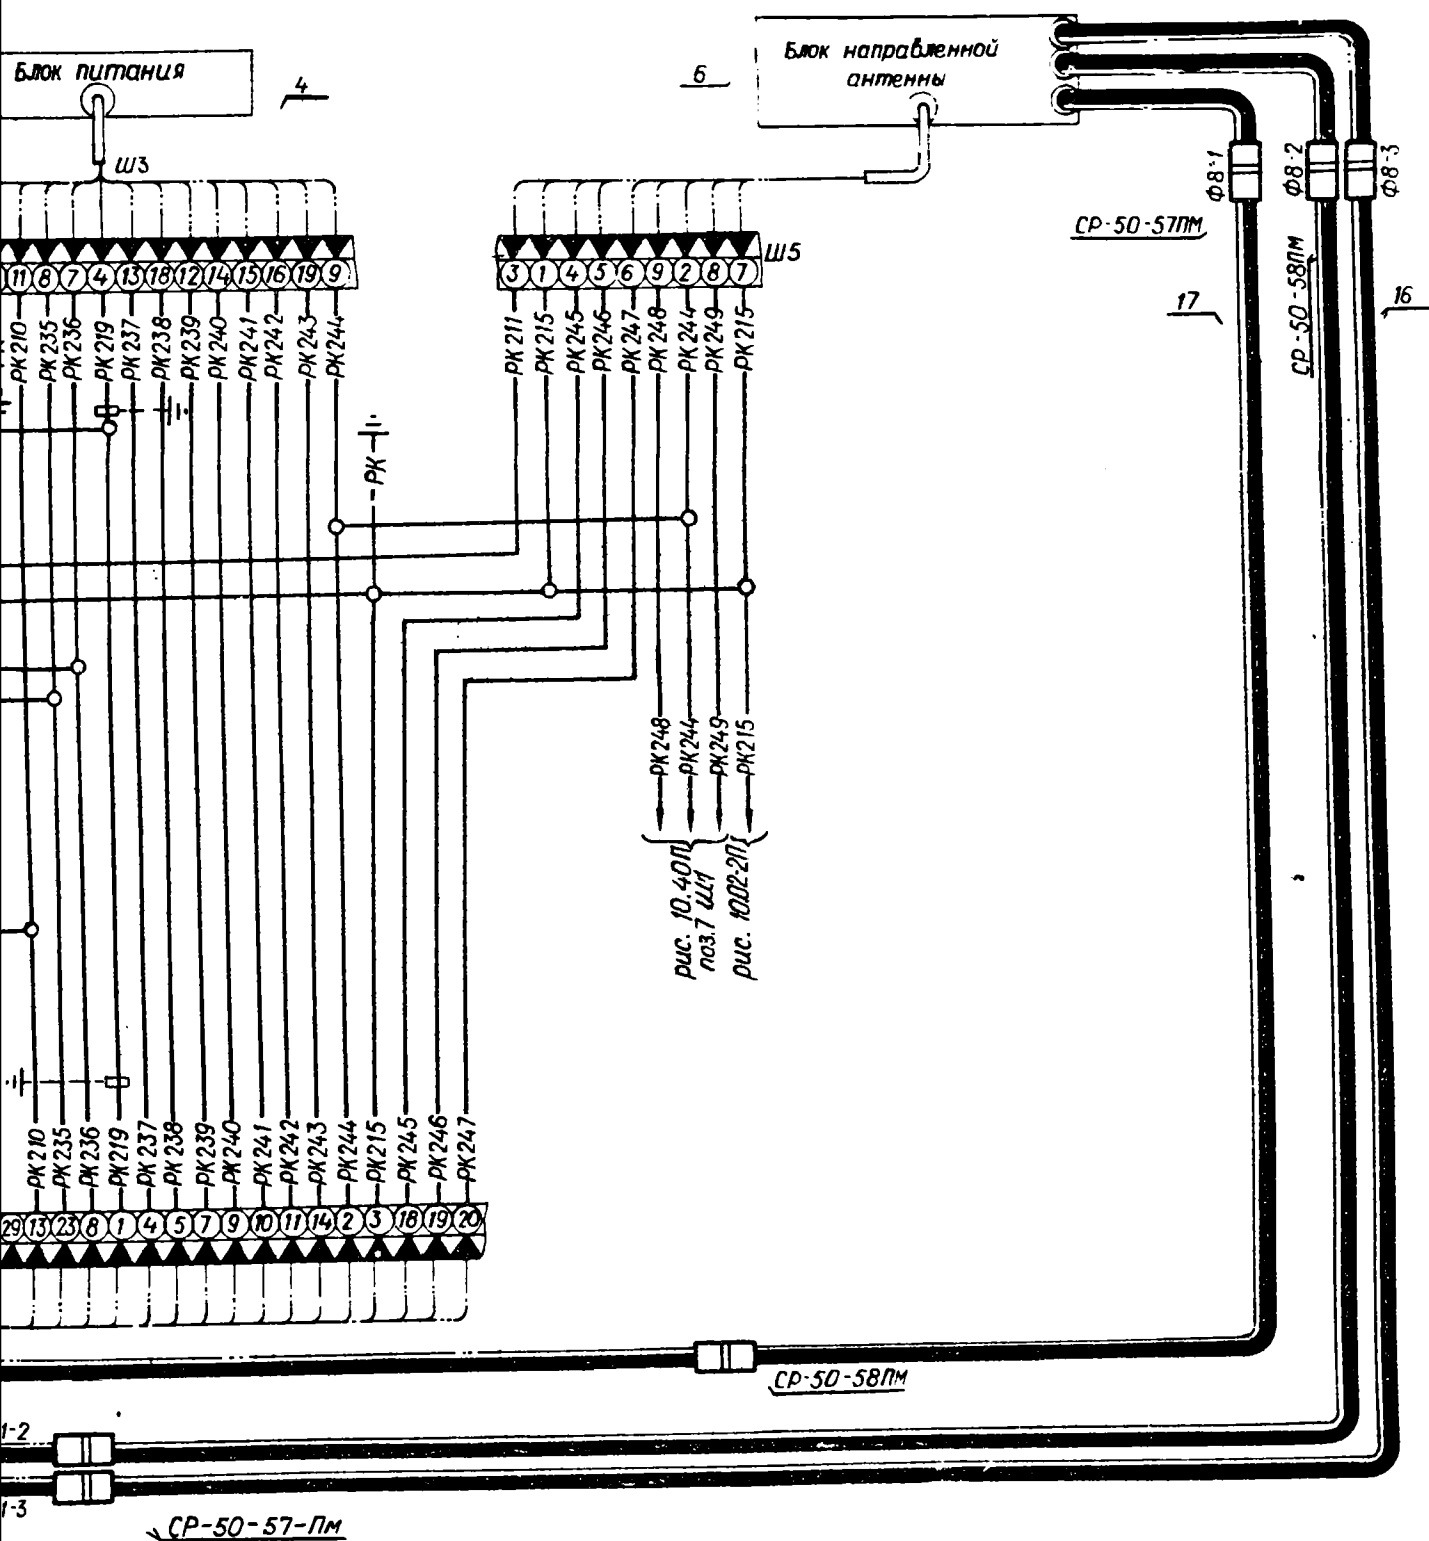 Блок питания
4
6
Блок направленной
антенны
Ш3
Ф8-1
Ф8-2
Ф8-3
СР-50-57ПМ
СР-50-58ПМ
17
16
Ш5
11 8 7 4 13 18 12 14 15 16 19 9
3 1 4 5 6 9 2 8 7
РК210 РК235 РК236 РК219 РК237 РК238 РК239 РК240 РК241 РК242 РК243 РК244
РК211 РК215 РК245 РК246 РК247 РК248 РК244 РК249 РК215
РК
РК248 РК244 РК249 РК215
рис. 10.40П
поз.7 Ш1
рис. 10.02-2П
РК210 РК235 РК236 РК219 РК237 РК238 РК239 РК240 РК241 РК242 РК243 РК244 РК215 РК245 РК246 РК247
29 13 23 8 1 4 5 7 9 10 11 14 2 3 18 19 20
СР-50-58ПМ
1-2
1-3
СР-50-57-ПМ